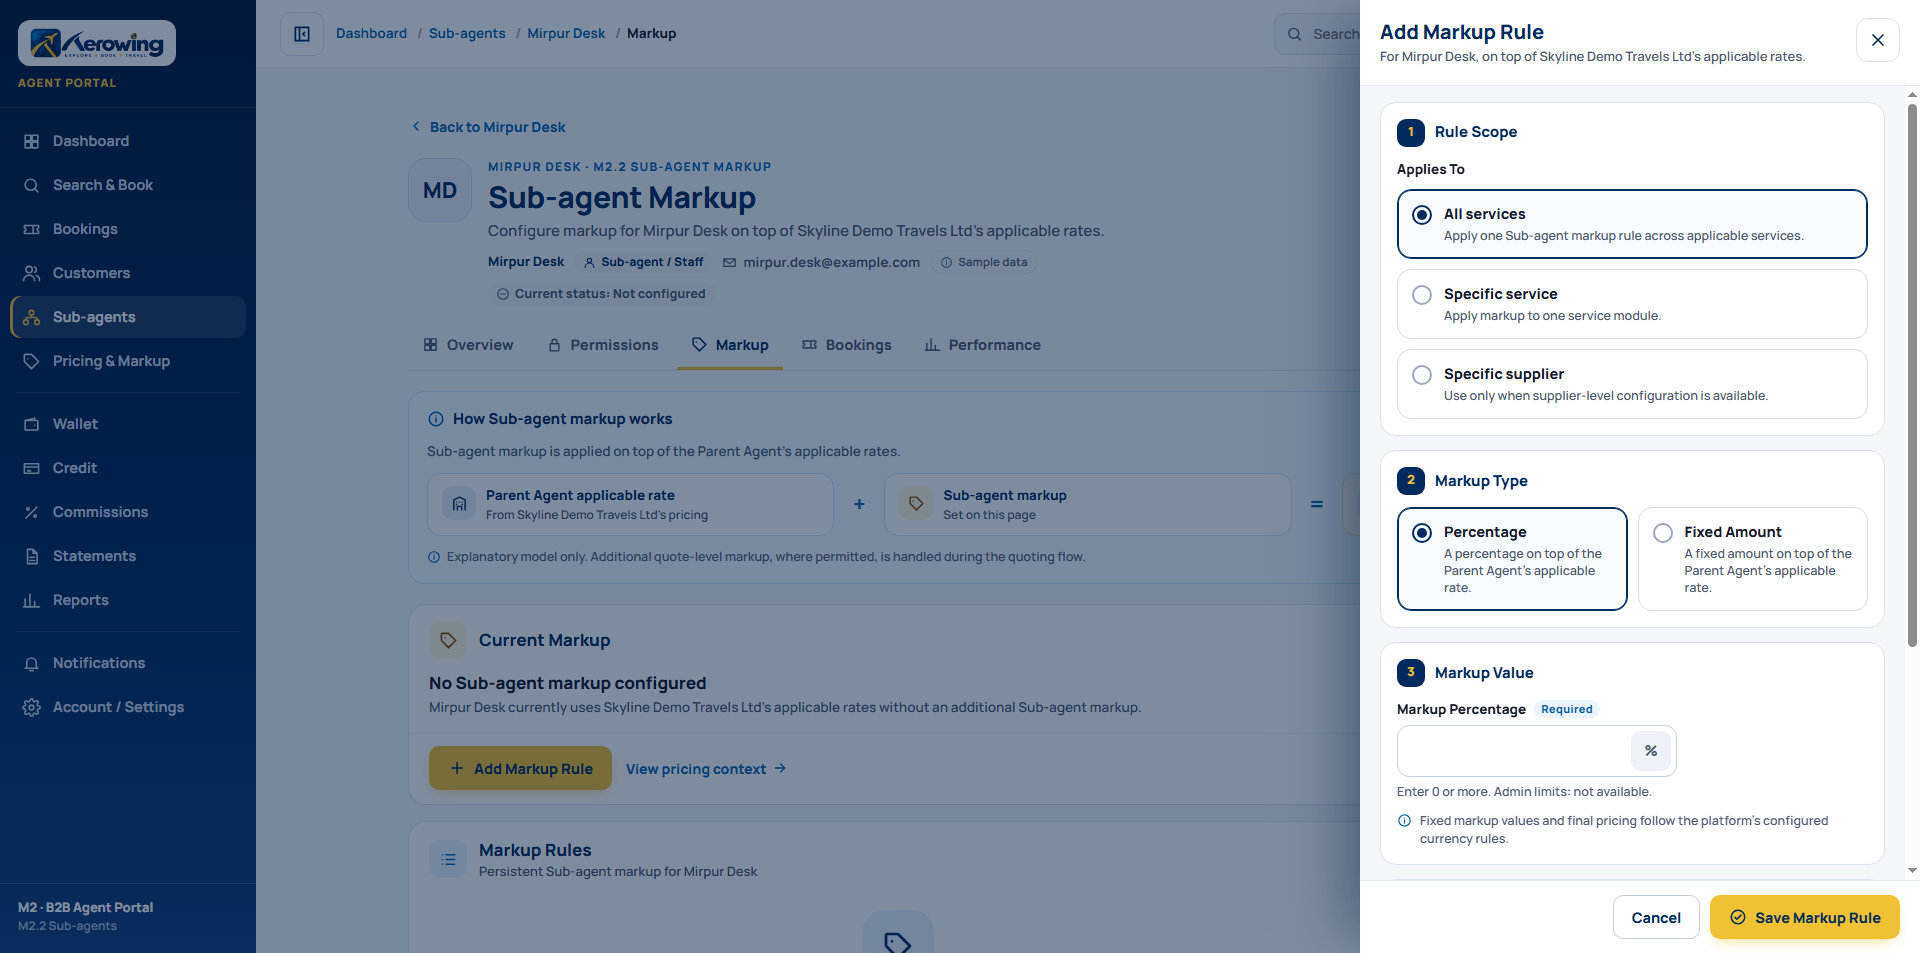 Aerowing
EXPLORE · BOOK · TRAVEL
AGENT PORTAL
Dashboard
Search & Book
Bookings
Customers
Sub-agents
Pricing & Markup
Wallet
Credit
Commissions
Statements
Reports
Notifications
Account / Settings
M2 · B2B Agent Portal
M2.2 Sub-agents
Dashboard / Sub-agents / Mirpur Desk / Markup
Search
Back to Mirpur Desk
MD
MIRPUR DESK · M2.2 SUB-AGENT MARKUP
Sub-agent Markup
Configure markup for Mirpur Desk on top of Skyline Demo Travels Ltd's applicable rates.
Mirpur Desk Sub-agent / Staff mirpur.desk@example.com Sample data
Current status: Not configured
Overview Permissions Markup Bookings Performance
How Sub-agent markup works
Sub-agent markup is applied on top of the Parent Agent's applicable rates.
Parent Agent applicable rate
From Skyline Demo Travels Ltd's pricing
+
Sub-agent markup
Set on this page
=
Explanatory model only. Additional quote-level markup, where permitted, is handled during the quoting flow.
Current Markup
No Sub-agent markup configured
Mirpur Desk currently uses Skyline Demo Travels Ltd's applicable rates without an additional Sub-agent markup.
+ Add Markup Rule View pricing context →
Markup Rules
Persistent Sub-agent markup for Mirpur Desk
Add Markup Rule
For Mirpur Desk, on top of Skyline Demo Travels Ltd's applicable rates.
1 Rule Scope
Applies To
All services
Apply one Sub-agent markup rule across applicable services.
Specific service
Apply markup to one service module.
Specific supplier
Use only when supplier-level configuration is available.
2 Markup Type
Percentage
A percentage on top of the
Parent Agent's applicable
rate.
Fixed Amount
A fixed amount on top of the
Parent Agent's applicable
rate.
3 Markup Value
Markup Percentage Required
%
Enter 0 or more. Admin limits: not available.
Fixed markup values and final pricing follow the platform's configured
currency rules.
Cancel Save Markup Rule